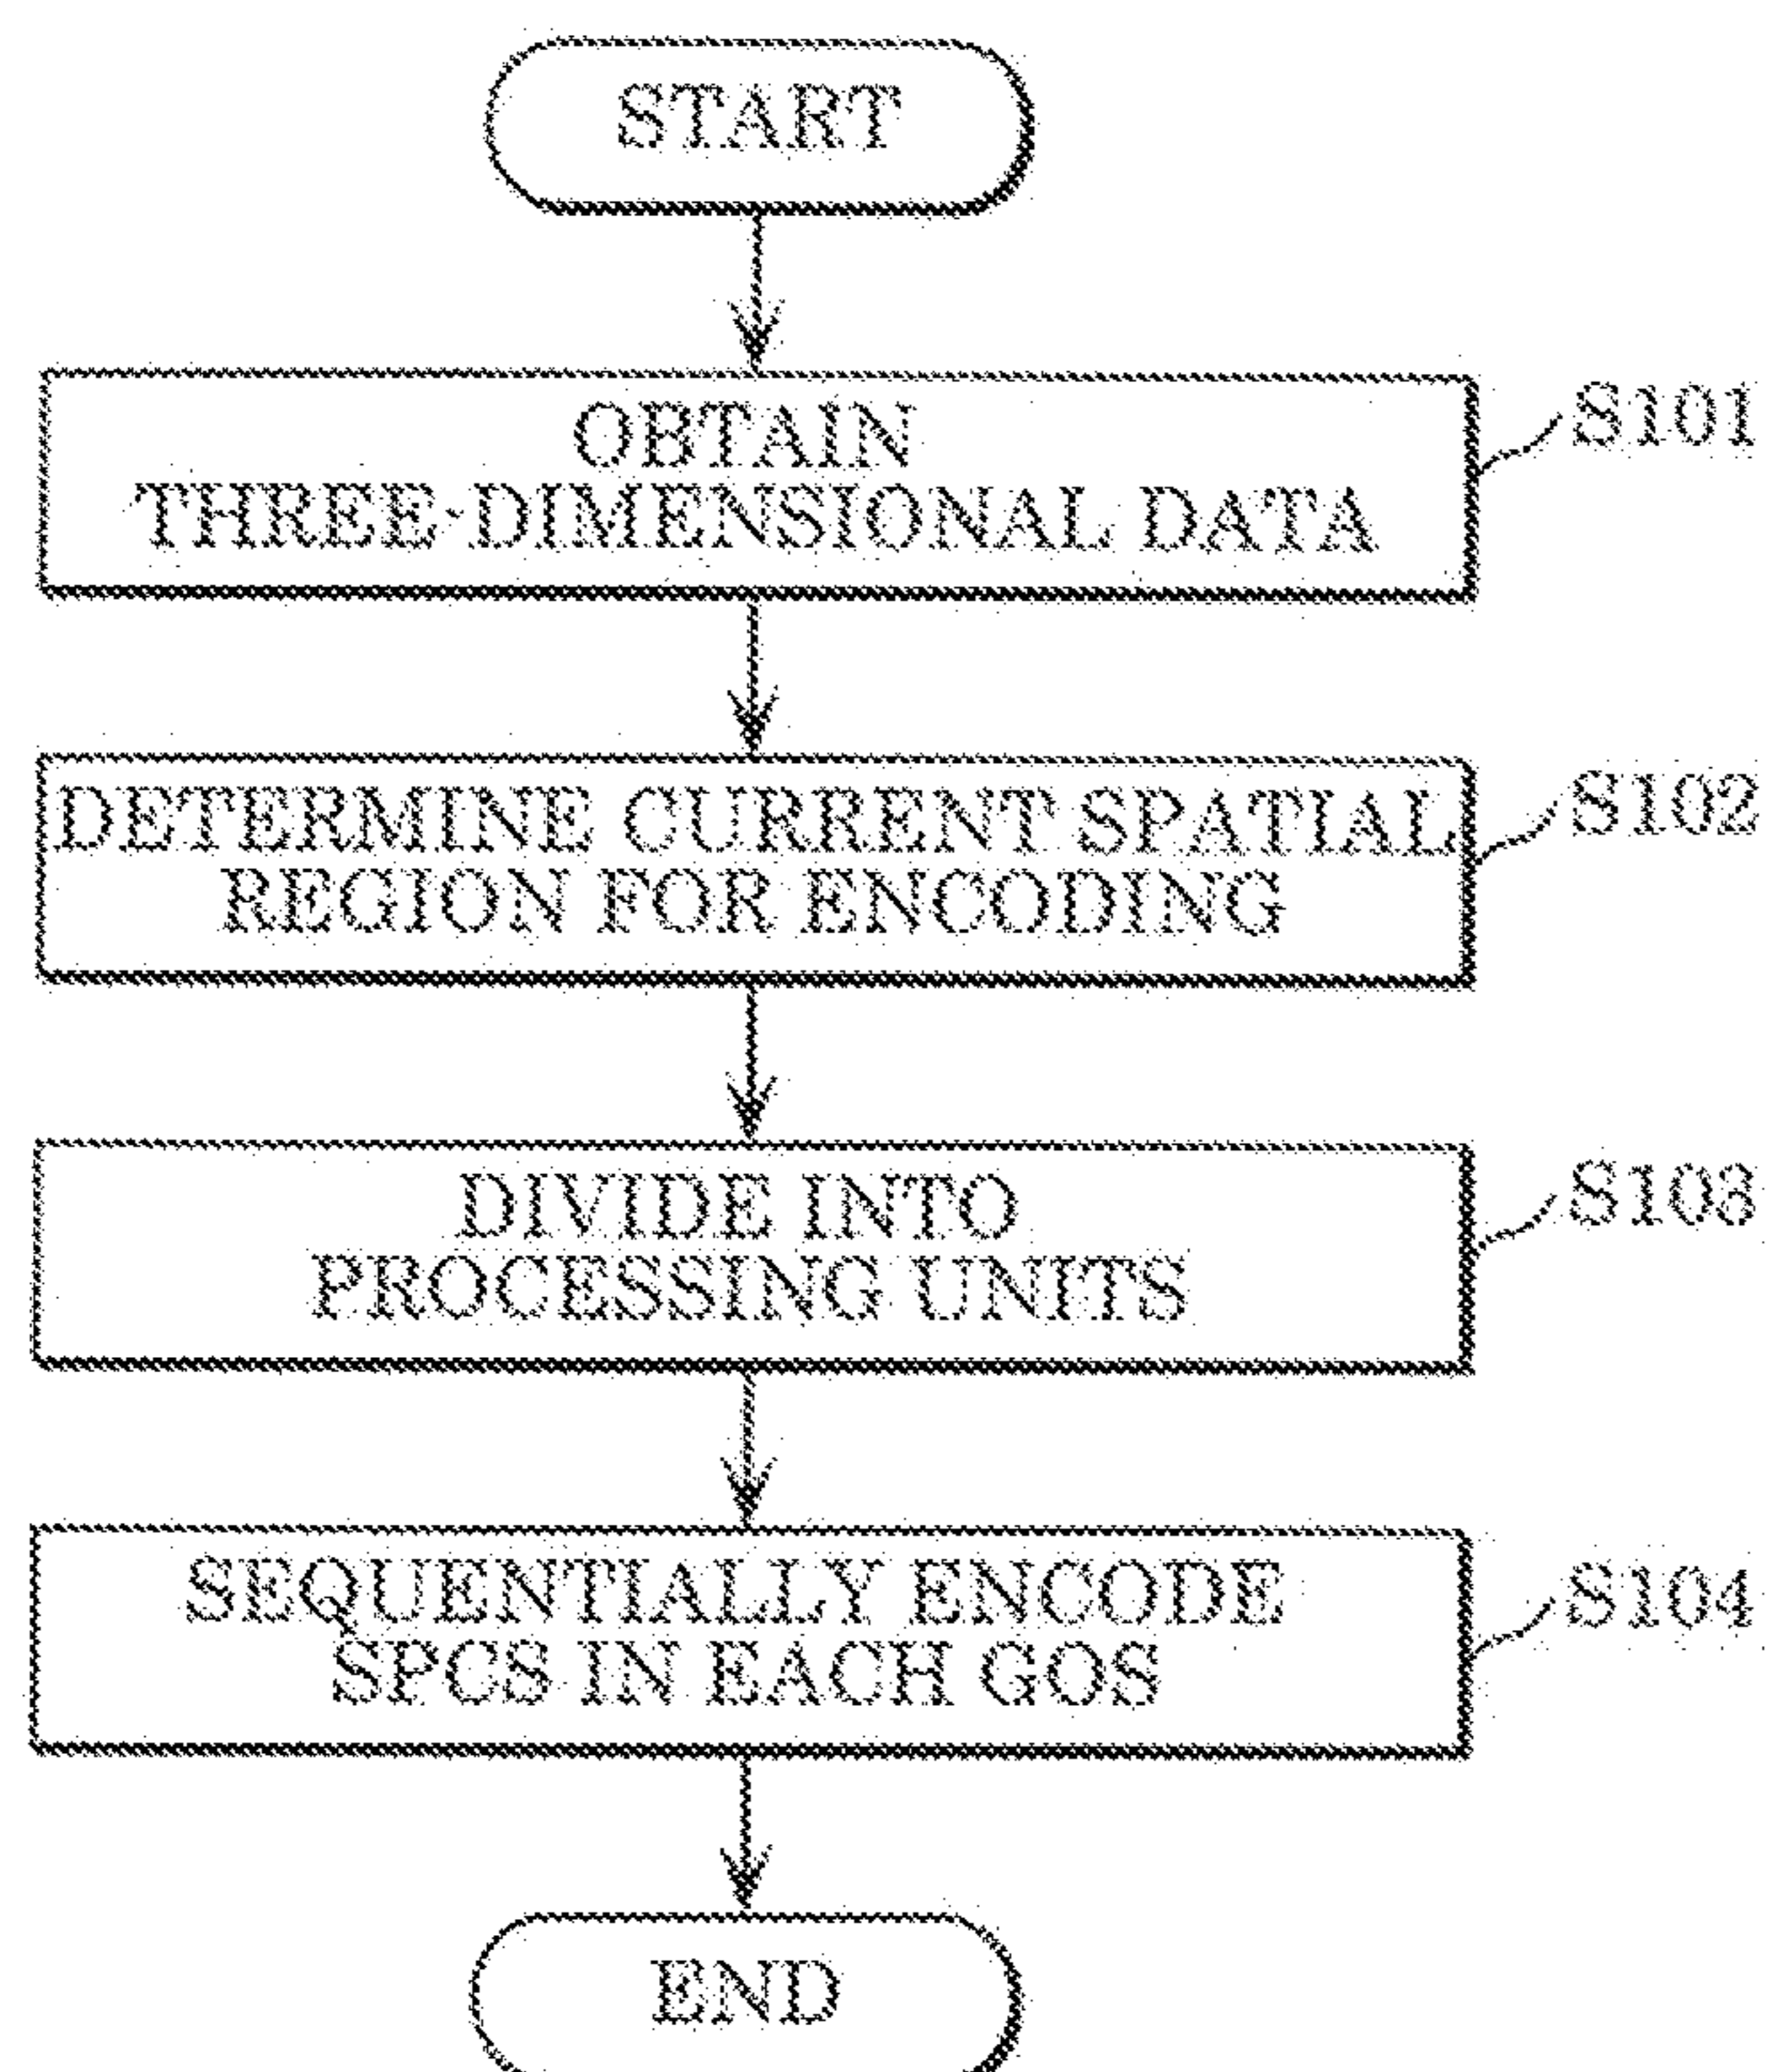 START
OBTAIN
THREE-DIMENSIONAL DATA
S101
DETERMINE CURRENT SPATIAL
REGION FOR ENCODING
S102
DIVIDE INTO
PROCESSING UNITS
S103
SEQUENTIALLY ENCODE
SPCS IN EACH GOS
S104
END